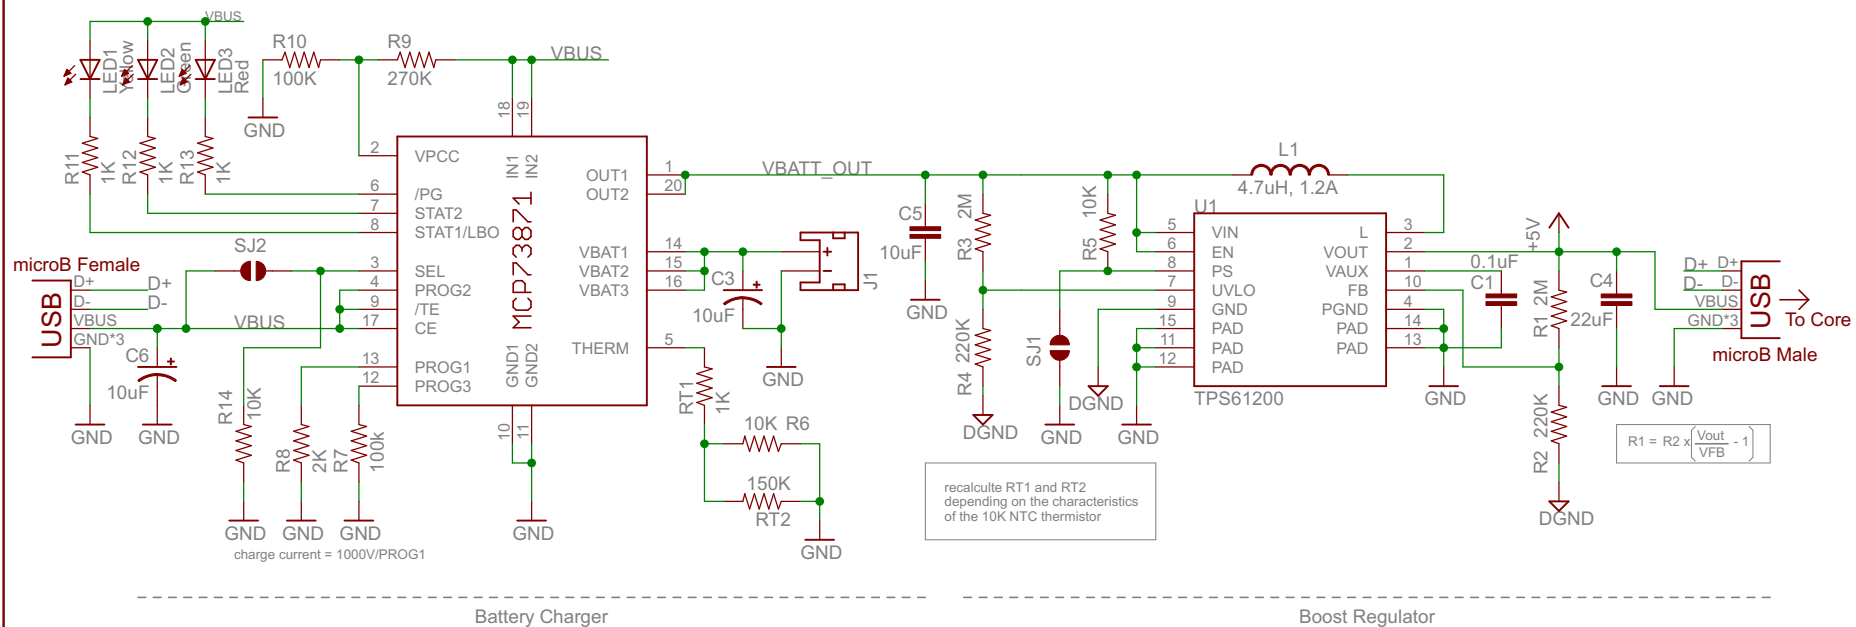 VBUS
LED1
Yellow
LED2
Green
LED3
Red
R11
1K
R12
1K
R13
1K
R10
100K
R9
270K
VBUS
GND
18
19
2
VPCC
IN1
IN2
6
/PG
7
STAT2
8
STAT1/LBO
3
SEL
4
PROG2
9
/TE
17
CE
13
PROG1
12
PROG3
MCP73871
OUT1
1
OUT2
20
VBAT1
14
VBAT2
15
VBAT3
16
THERM
5
GND1
GND2
10
11
GND
SJ2
microB Female
USB
D+
D+
D-
D-
VBUS
VBUS
GND*3
C6
10uF
GND
GND
R14
10K
R8
2K
R7
100k
GND
GND
GND
charge current = 1000V/PROG1
C3
10uF
+
-
J1
GND
RT1
1K
10K R6
150K
RT2
GND
VBATT_OUT
C5
10uF
GND
R3
2M
R4
220K
DGND
R5
10K
SJ1
GND
DGND
GND
L1
4.7uH, 1.2A
U1
5
VIN
6
EN
8
PS
7
UVLO
9
GND
15
PAD
11
PAD
12
PAD
L
3
VOUT
2
VAUX
1
FB
10
PGND
4
PAD
14
PAD
13
TPS61200
GND
0.1uF
C1
+5V
R1
2M
R2
220K
DGND
C4
22uF
GND
GND
D+
D+
D-
D-
VBUS
GND*3
USB
To Core
microB Male
R1 = R2 x (Vout
VFB - 1)
recalculte RT1 and RT2
depending on the characteristics
of the 10K NTC thermistor
Battery Charger
Boost Regulator